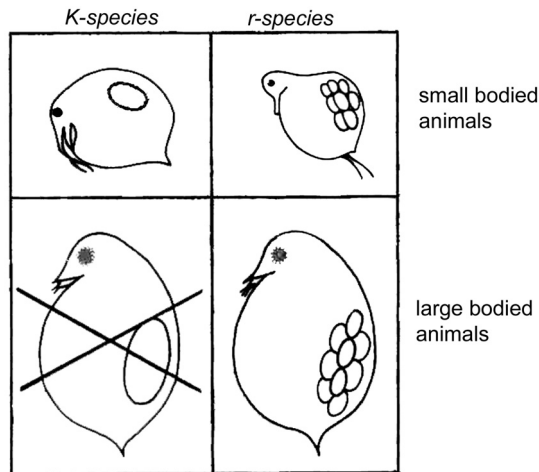 K-species
r-species
small bodied
animals
large bodied
animals